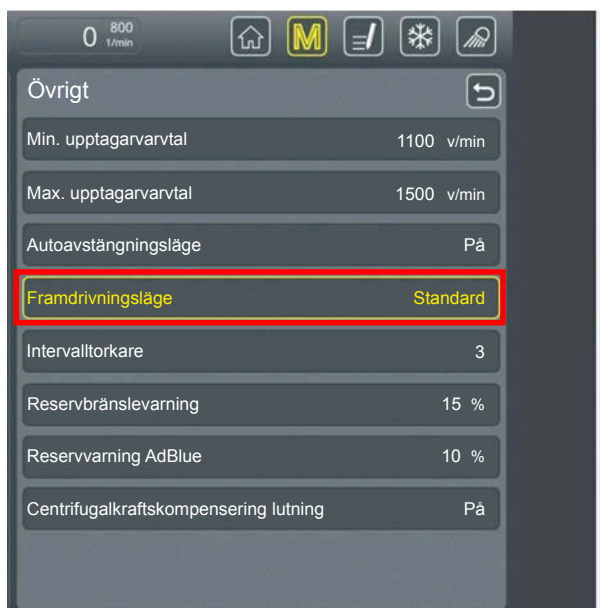 0 800 1/min M
Övrigt
Min. upptagarvarvtal 1100 v/min
Max. upptagarvarvtal 1500 v/min
Autoavstängningsläge På
Framdrivningsläge Standard
Intervalltorkare 3
Reservbränslevarning 15 %
Reservvarning AdBlue 10 %
Centrifugalkraftskompensering lutning På